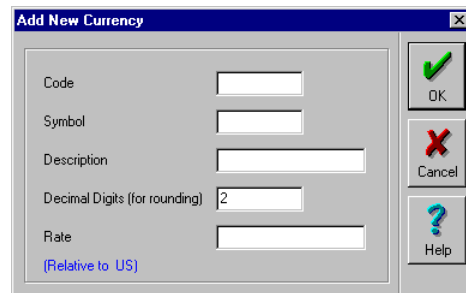 Add New Currency
Code
Symbol
Description
Decimal Digits (for rounding) 2
Rate
(Relative to US)
OK
Cancel
Help